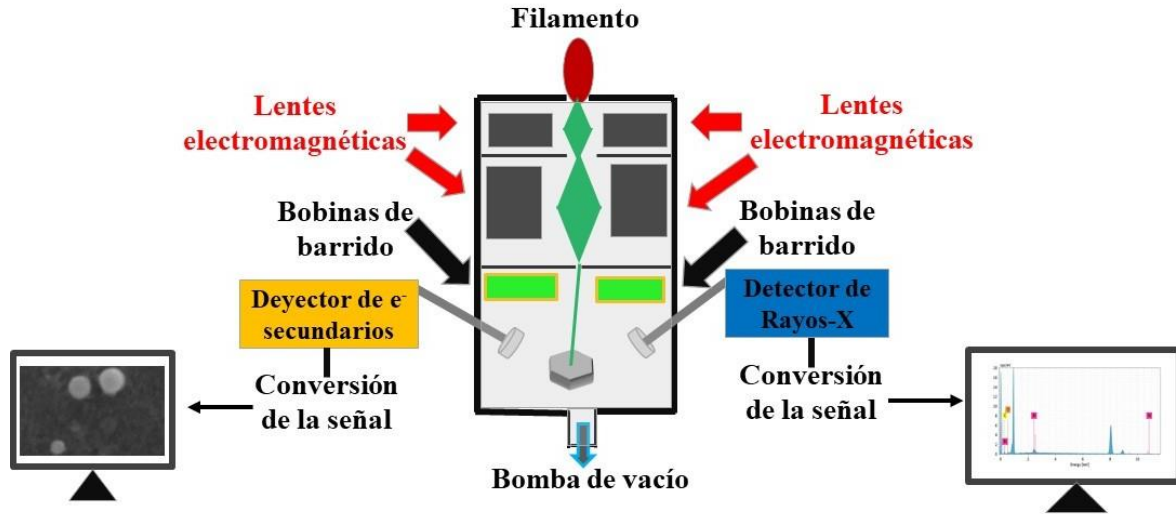 Filamento
Lentes
electromagnéticas
Lentes
electromagnéticas
Bobinas de
barrido
Bobinas de
barrido
Deyector de e⁻
secundarios
Detector de
Rayos-X
Conversión
de la señal
Conversión
de la señal
Bomba de vacío